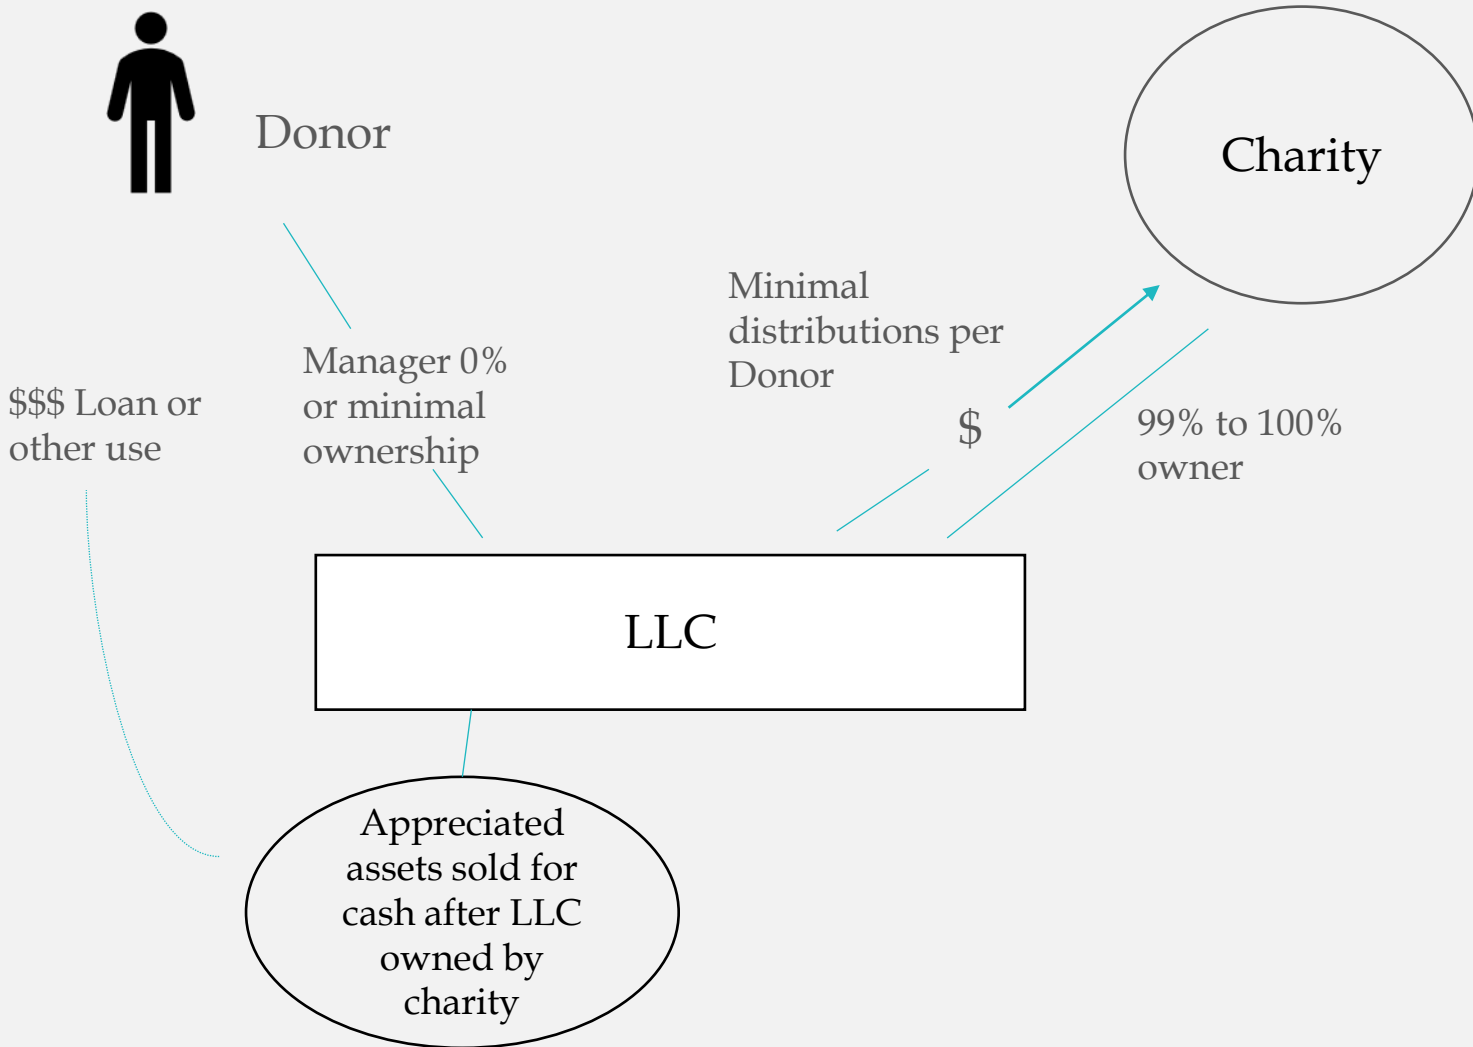 Donor
Charity
Minimal
distributions per
Donor
Manager 0%
or minimal
ownership
$$$ Loan or
other use
$
99% to 100%
owner
LLC
Appreciated
assets sold for
cash after LLC
owned by
charity